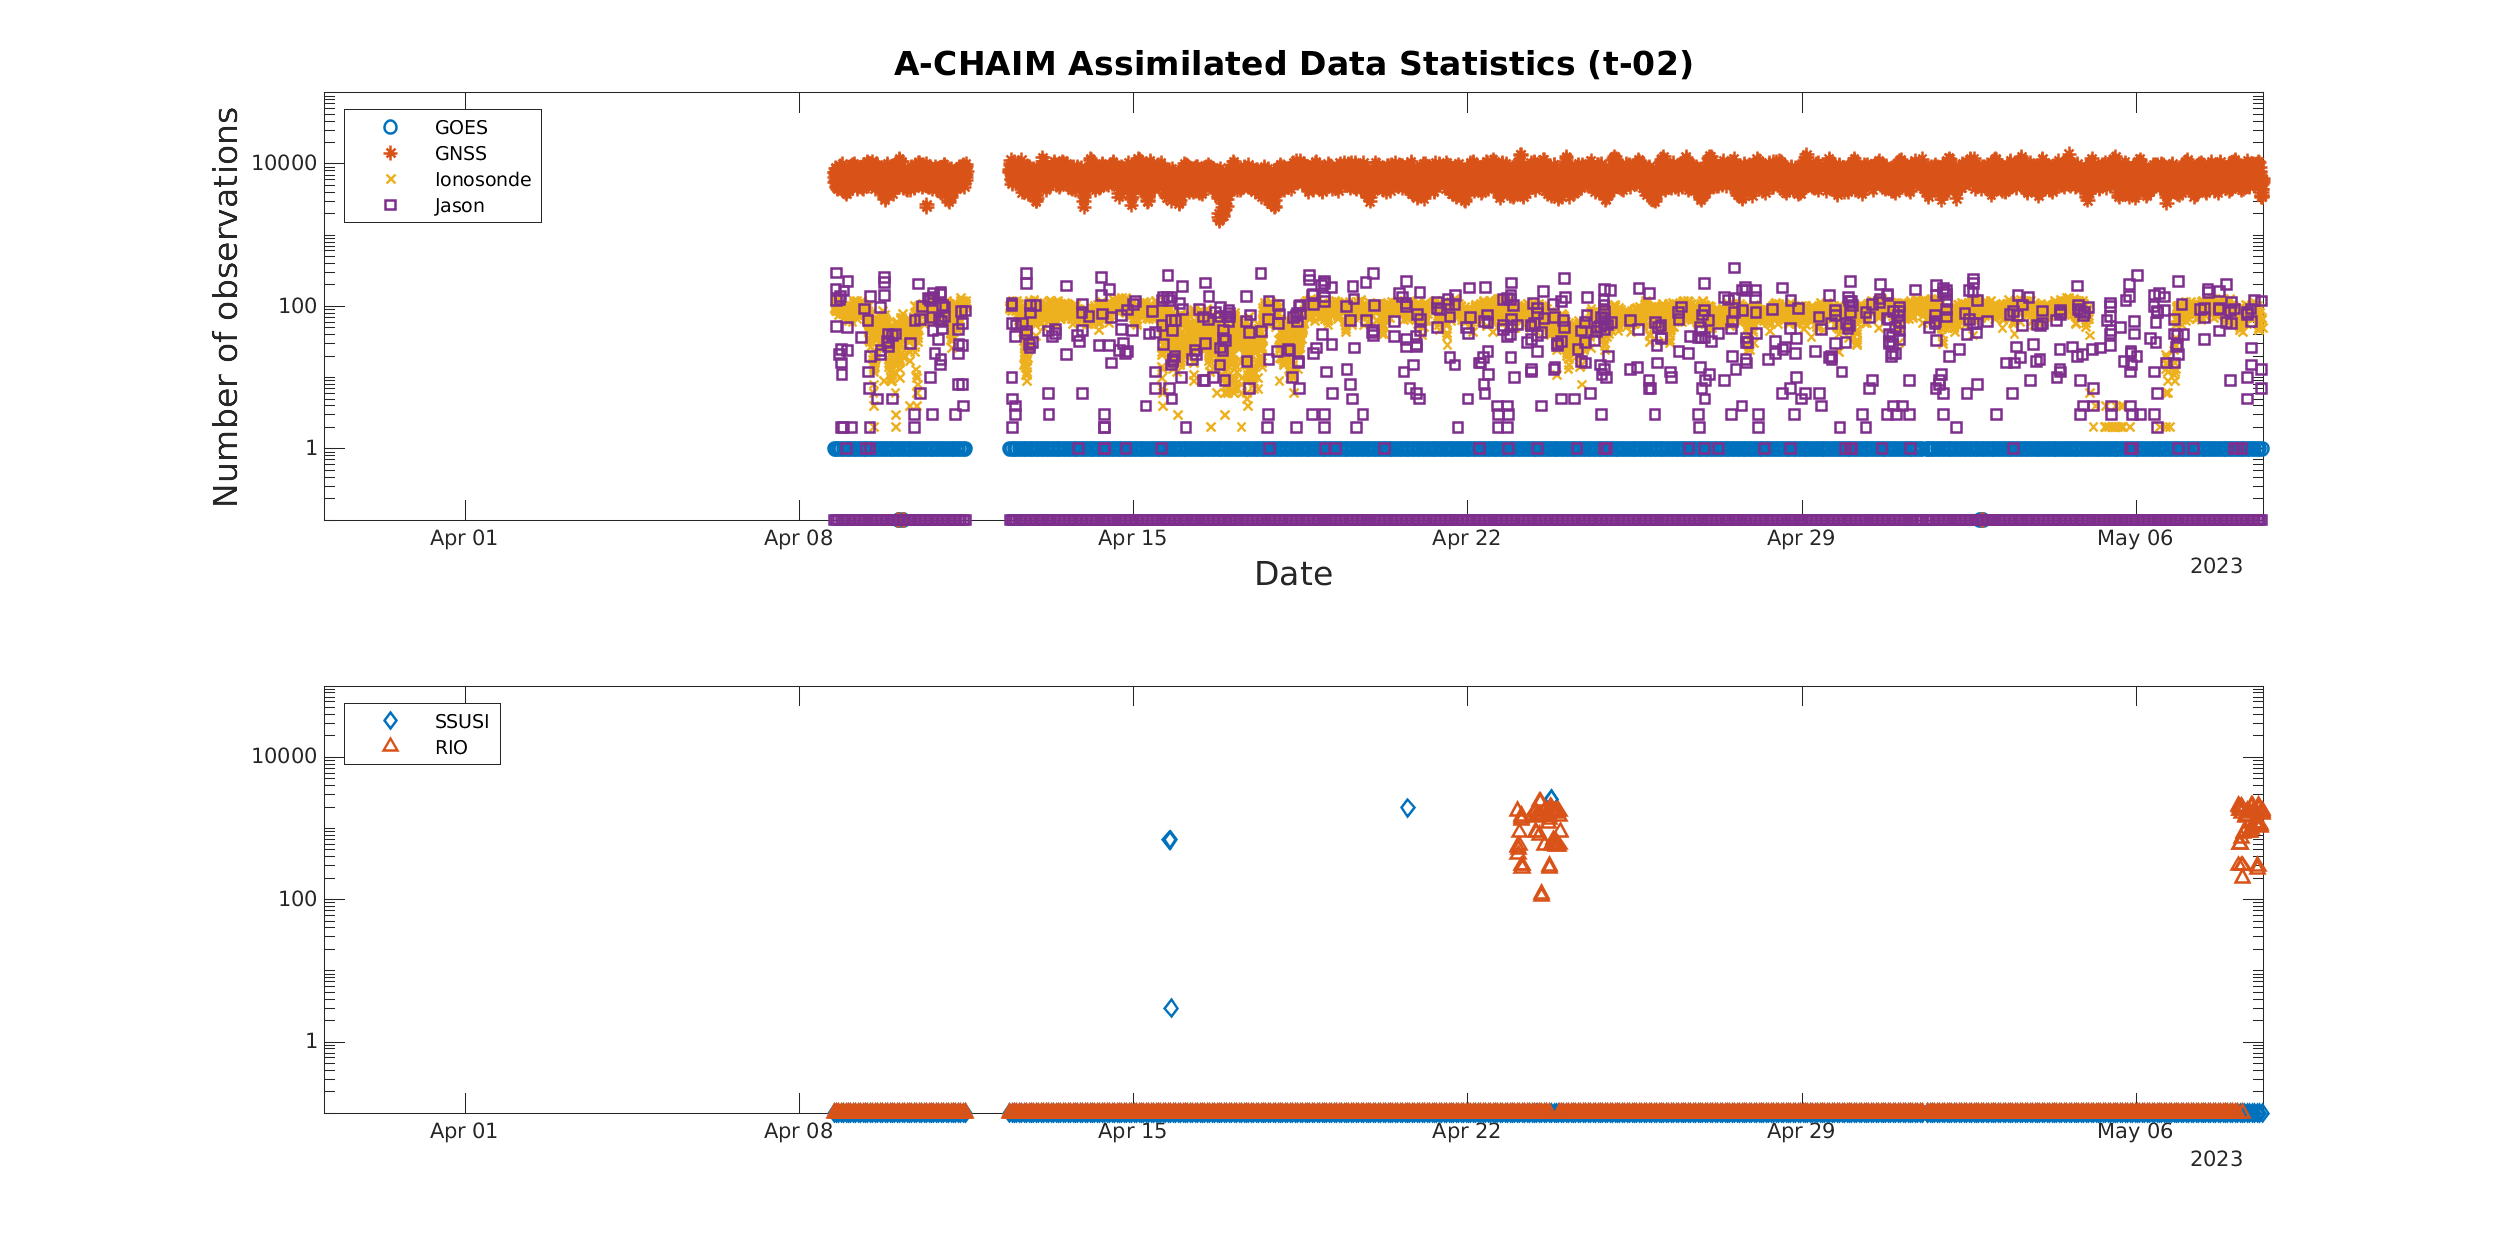 A-CHAIM Assimilated Data Statistics (t-02)
Number of observations
10000
100
1
GOES
GNSS
Ionosonde
Jason
Apr 01
Apr 08
Apr 15
Apr 22
Apr 29
May 06
2023
Date
10000
100
1
SSUSI
RIO
Apr 01
Apr 08
Apr 15
Apr 22
Apr 29
May 06
2023